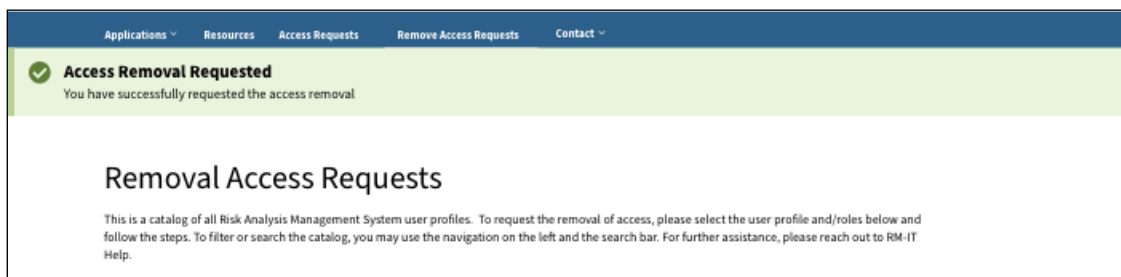 Applications Resources Access Requests Remove Access Requests Contact
Access Removal Requested
You have successfully requested the access removal
Removal Access Requests
This is a catalog of all Risk Analysis Management System user profiles.  To request the removal of access, please select the user profile and/roles below and
follow the steps. To filter or search the catalog, you may use the navigation on the left and the search bar. For further assistance, please reach out to RM-IT
Help.